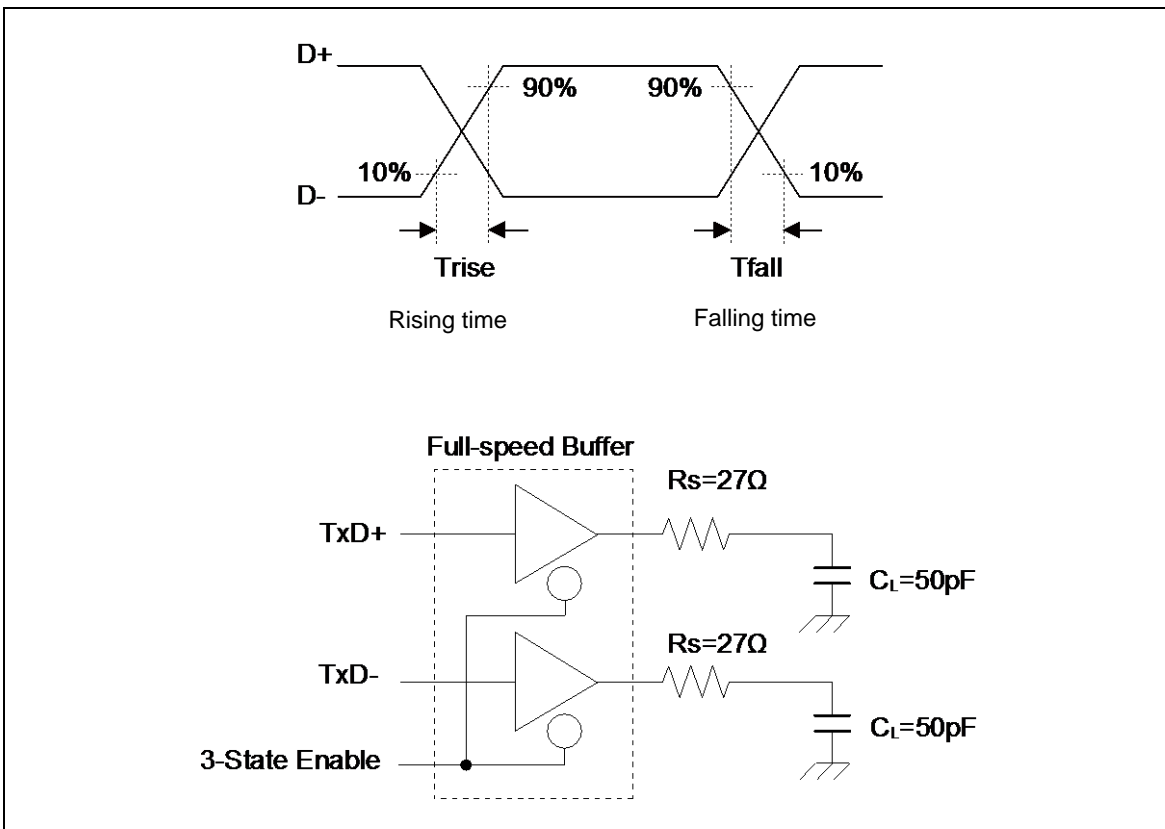 D+
90%
90%
10%
10%
D-
Trise
Tfall
Rising time
Falling time
Full-speed Buffer
Rs=27Ω
TxD+
CL=50pF
Rs=27Ω
TxD-
CL=50pF
3-State Enable